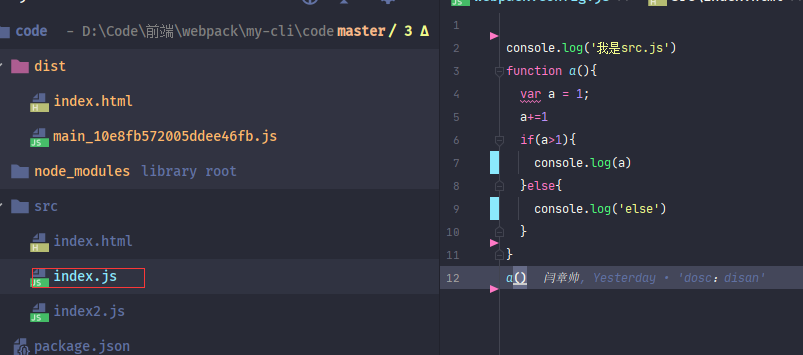 code – D:\Code\前端\webpack\my-cli\code master / 3 Δ
dist
index.html
main_10e8fb572005ddee46fb.js
node_modules library root
src
index.html
index.js
index2.js
package.json
1
2 console.log('我是src.js')
3 function a(){
4 var a = 1;
5 a+=1
6 if(a>1){
7 console.log(a)
8 }else{
9 console.log('else')
10 }
11 }
12 a() 闫章帅, Yesterday • 'dosc：disan'